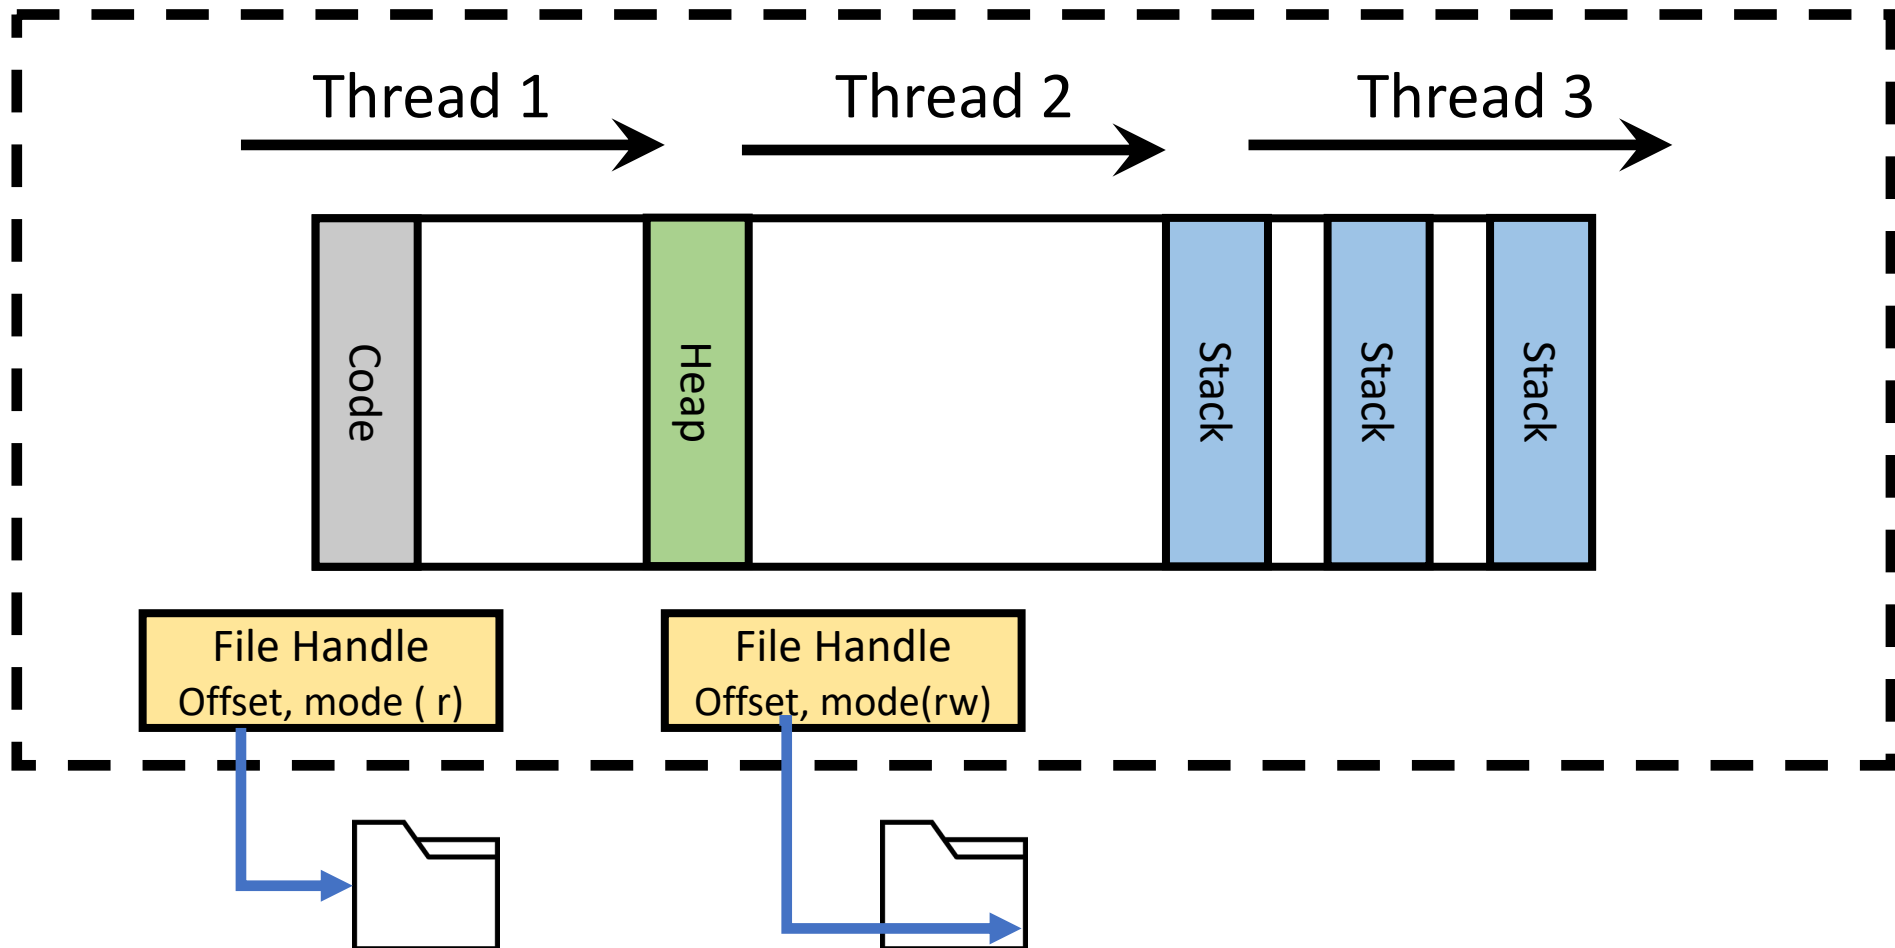 Thread 1
Thread 2
Thread 3
Code
Heap
Stack
Stack
Stack
File Handle
Offset, mode ( r)
File Handle
Offset, mode(rw)